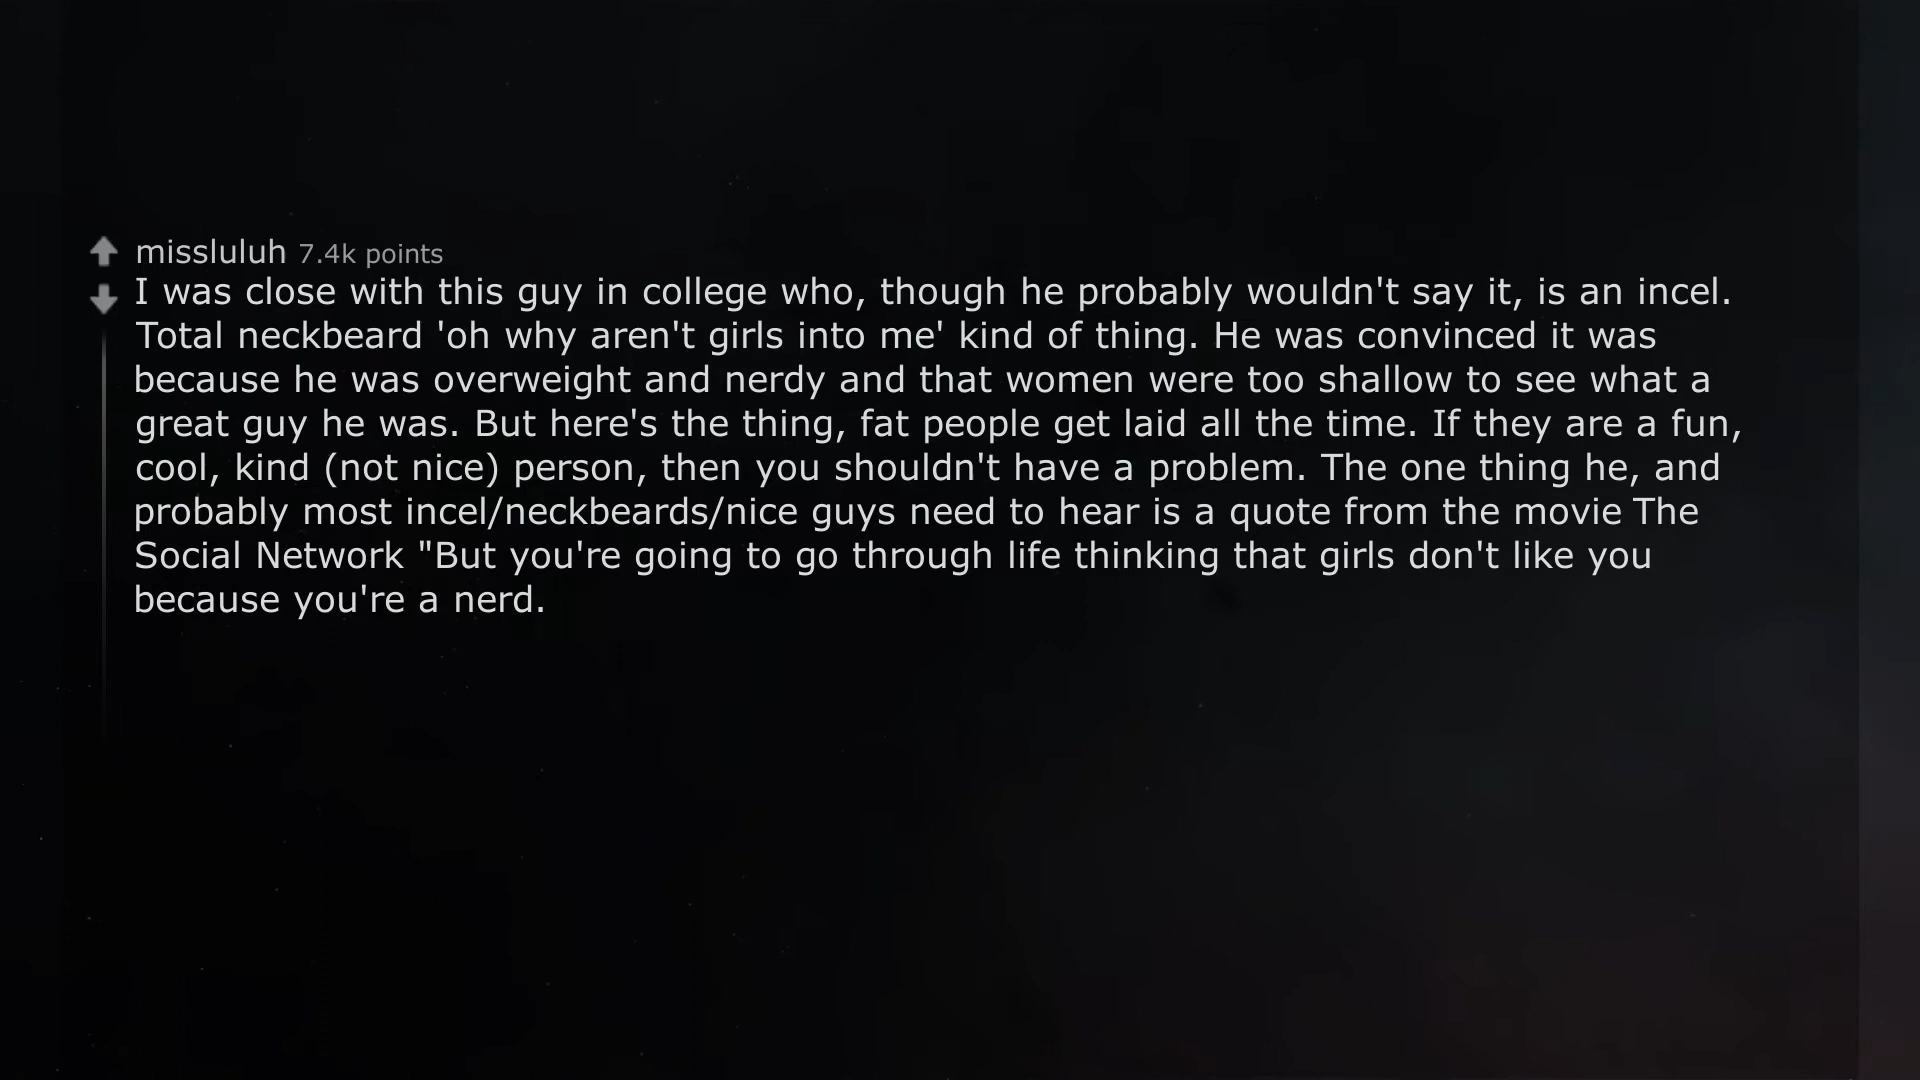 missluluh 7.4k points
I was close with this guy in college who, though he probably wouldn't say it, is an incel.
Total neckbeard 'oh why aren't girls into me' kind of thing. He was convinced it was
because he was overweight and nerdy and that women were too shallow to see what a
great guy he was. But here's the thing, fat people get laid all the time. If they are a fun,
cool, kind (not nice) person, then you shouldn't have a problem. The one thing he, and
probably most incel/neckbeards/nice guys need to hear is a quote from the movie The
Social Network "But you're going to go through life thinking that girls don't like you
because you're a nerd.